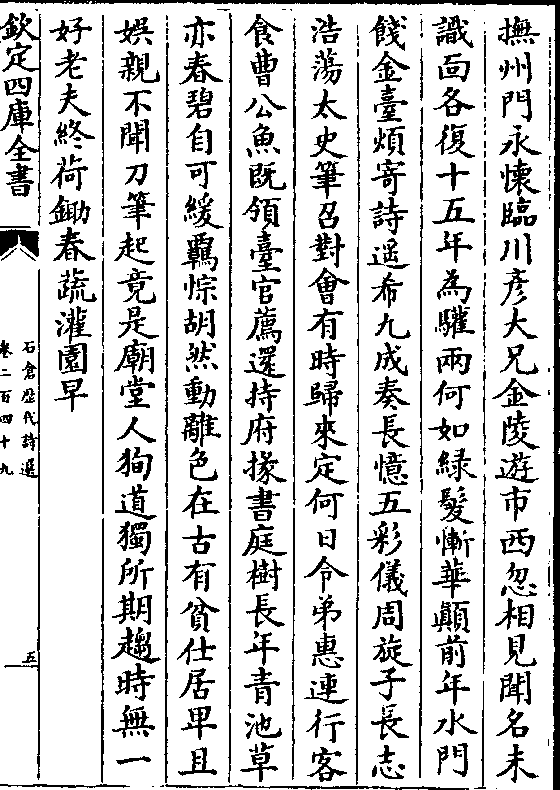 撫州門永懷臨川彦大兄金陵遊市西忽相見聞名未
識面各復十五年為驩兩何如綠髮慚華顛前年水門
餞金臺煩寄詩遥希九成奏長憶五彩儀周旋子長志
浩蕩太史筆召對會有時歸來定何日令弟惠連行客
食曹公魚既領臺官薦還持府掾書庭樹長年青池草
亦春碧自可緩羈悰胡然動離色在古有貧仕居卑且
娯親不聞刀筆起竟是廟堂人狥道獨所期趨時無一
好老夫終荷鋤春蔬灌園早
欽定四庫全書
石倉歴代詩選
卷二百四十九
五